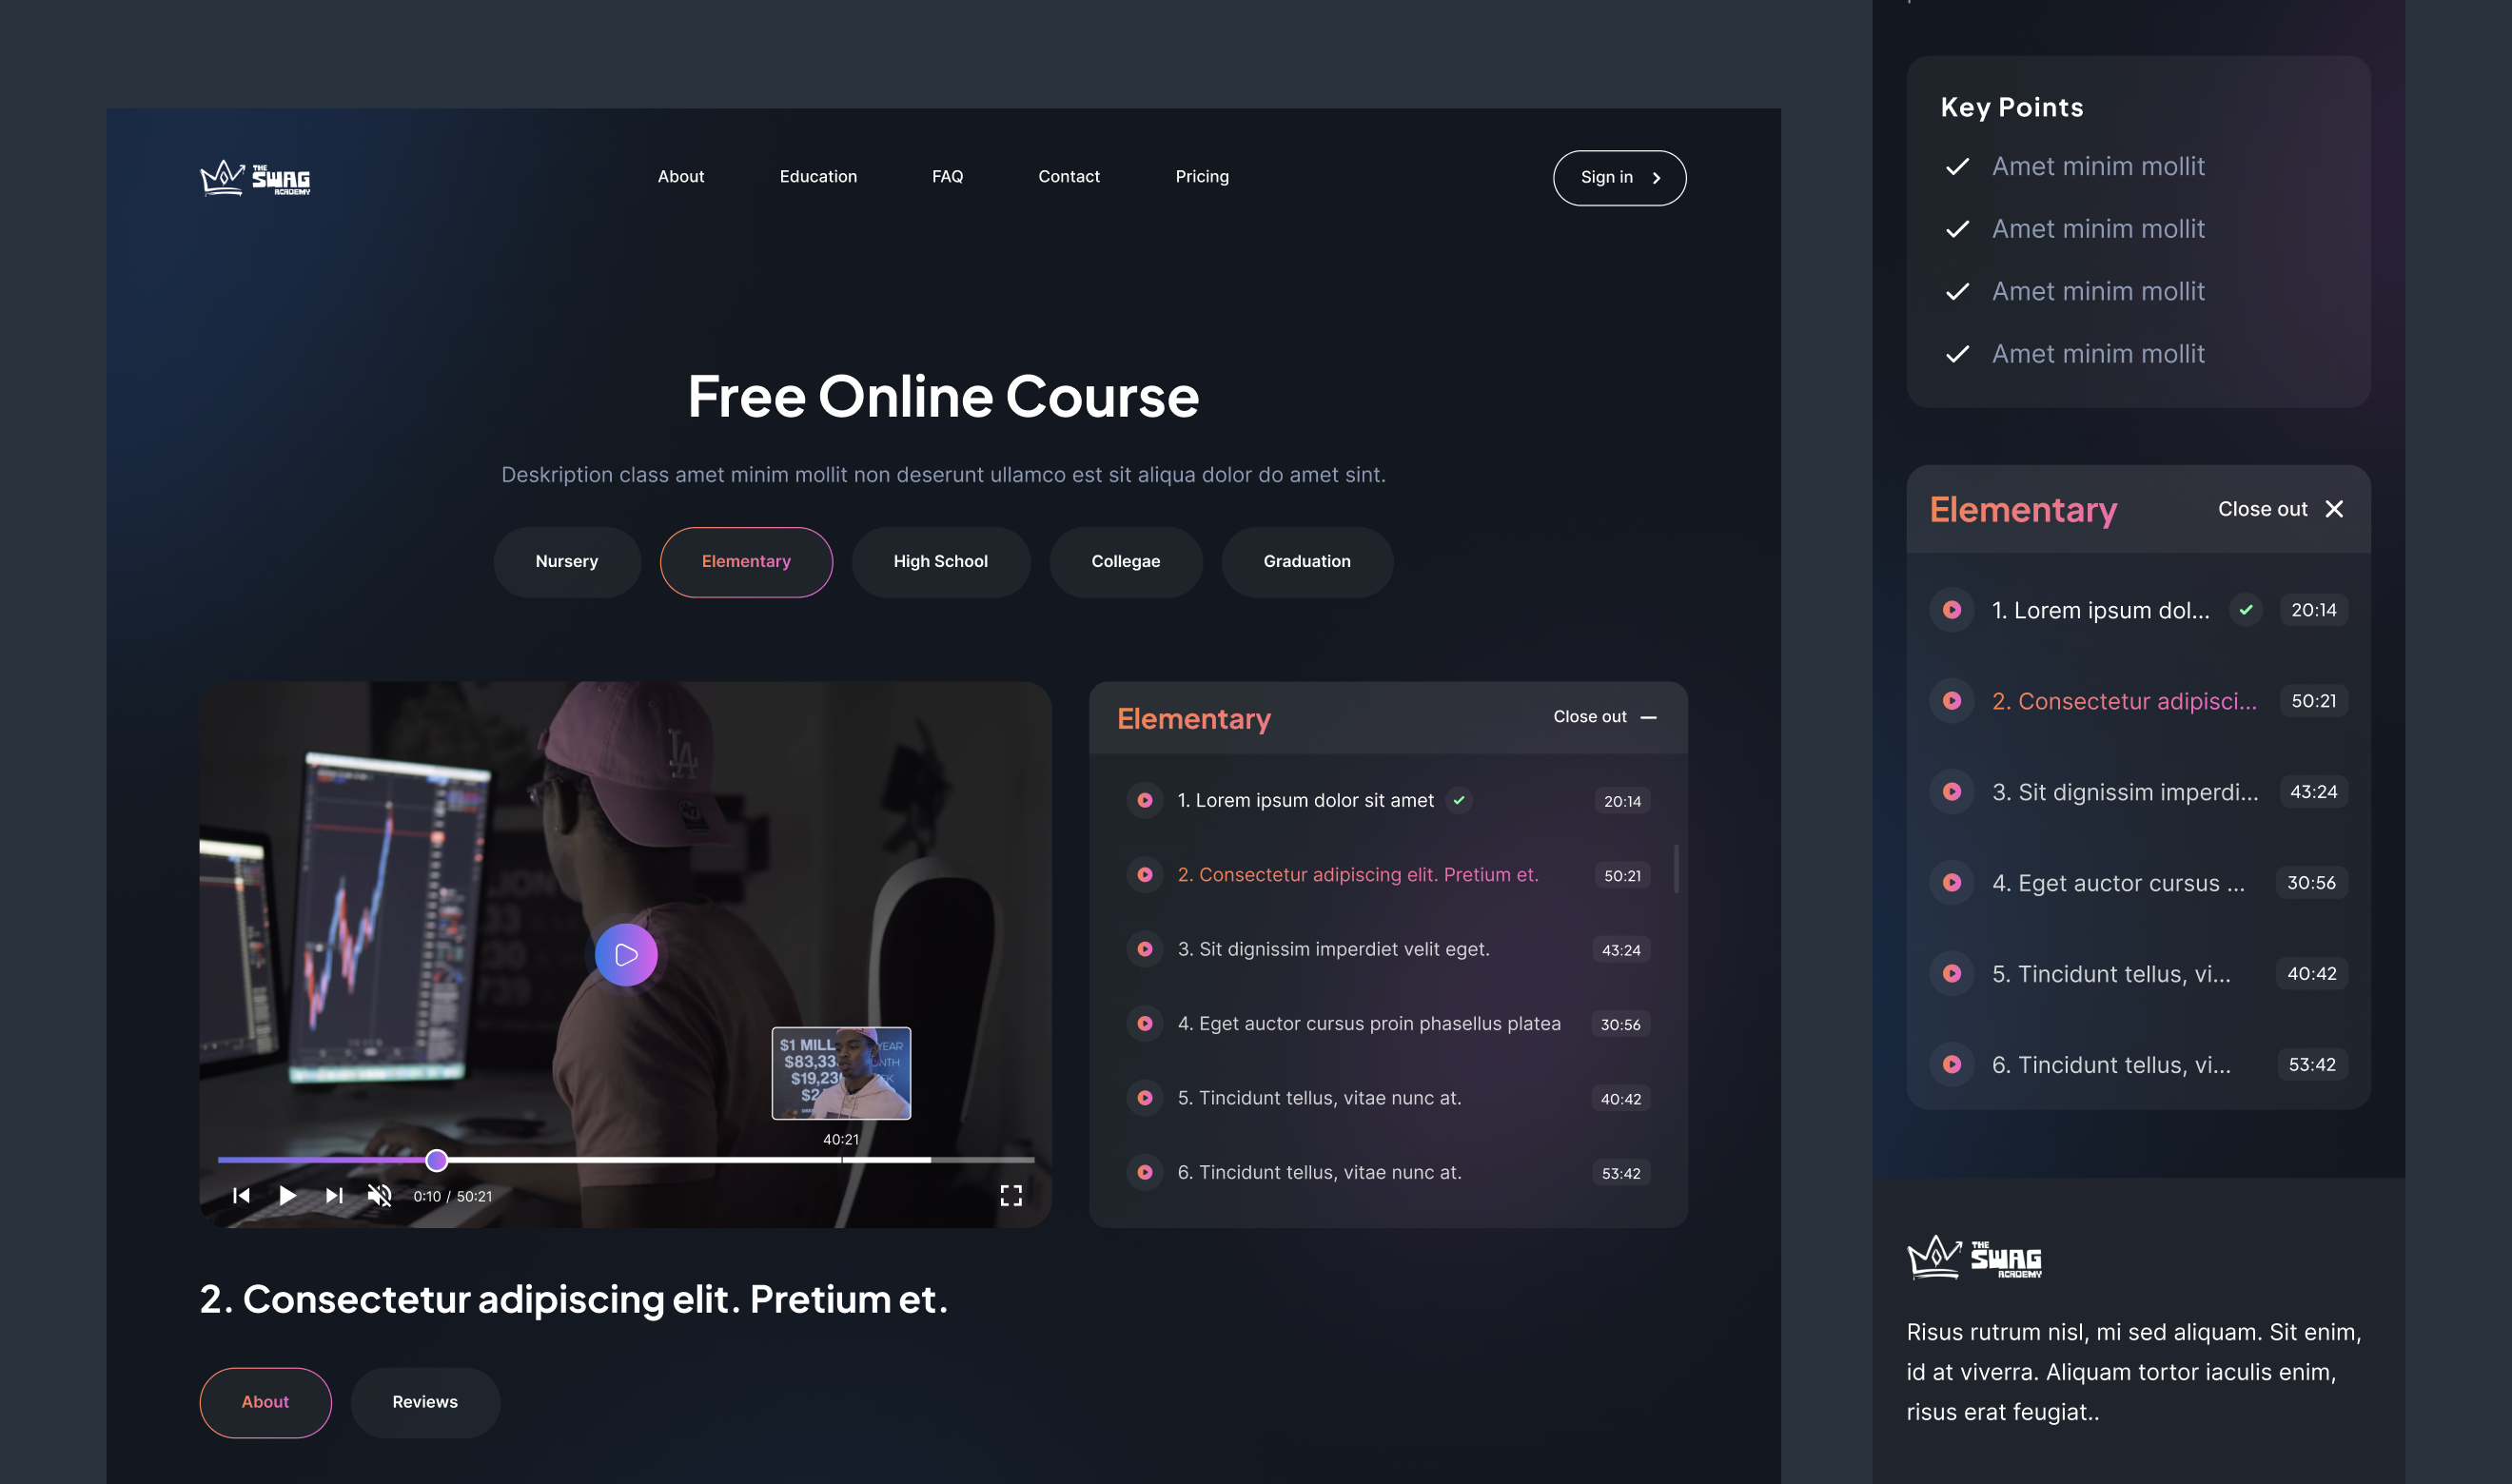 THE
SWAG
ACADEMY
About
Education
FAQ
Contact
Pricing
Sign in
Free Online Course
Deskription class amet minim mollit non deserunt ullamco est sit aliqua dolor do amet sint.
Nursery
Elementary
High School
Collegae
Graduation
LA
47
$1 MILL
YEAR
$83,33
NTH
$19,23
EK
$2
40:21
0:10 / 50:21
Elementary
Close out
1. Lorem ipsum dolor sit amet
20:14
2. Consectetur adipiscing elit. Pretium et.
50:21
3. Sit dignissim imperdiet velit eget.
43:24
4. Eget auctor cursus proin phasellus platea
30:56
5. Tincidunt tellus, vitae nunc at.
40:42
6. Tincidunt tellus, vitae nunc at.
53:42
2. Consectetur adipiscing elit. Pretium et.
About
Reviews
Key Points
Amet minim mollit
Amet minim mollit
Amet minim mollit
Amet minim mollit
Elementary
Close out
1. Lorem ipsum dol...
20:14
2. Consectetur adipisci...
50:21
3. Sit dignissim imperdi...
43:24
4. Eget auctor cursus ...
30:56
5. Tincidunt tellus, vi...
40:42
6. Tincidunt tellus, vi...
53:42
THE
SWAG
ACADEMY
Risus rutrum nisl, mi sed aliquam. Sit enim,
id at viverra. Aliquam tortor iaculis enim,
risus erat feugiat..